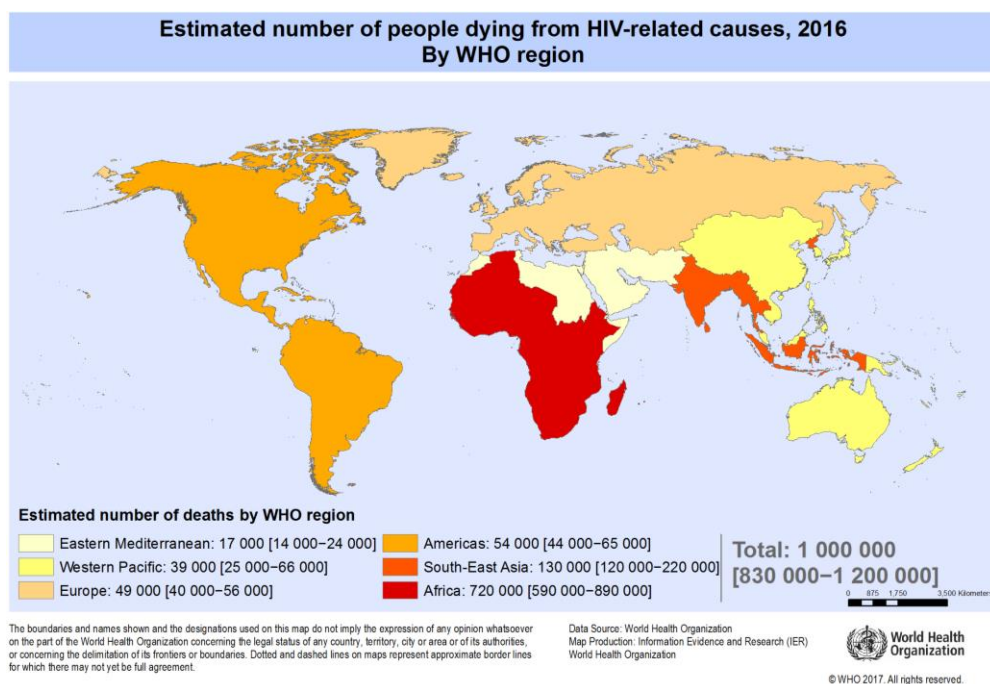 Estimated number of people dying from HIV-related causes, 2016
By WHO region
Estimated number of deaths by WHO region
Eastern Mediterranean: 17 000 [14 000−24 000]
Western Pacific: 39 000 [25 000−66 000]
Europe: 49 000 [40 000−56 000]
Americas: 54 000 [44 000−65 000]
South-East Asia: 130 000 [120 000−220 000]
Africa: 720 000 [590 000−890 000]
Total: 1 000 000
[830 000−1 200 000]
0 875 1,750 3,500 Kilometers
The boundaries and names shown and the designations used on this map do not imply the expression of any opinion whatsoever
on the part of the World Health Organization concerning the legal status of any country, territory, city or area or of its authorities,
or concerning the delimitation of its frontiers or boundaries. Dotted and dashed lines on maps represent approximate border lines
for which there may not yet be full agreement.
Data Source: World Health Organization
Map Production: Information Evidence and Research (IER)
World Health Organization
World Health
Organization
© WHO 2017. All rights reserved.